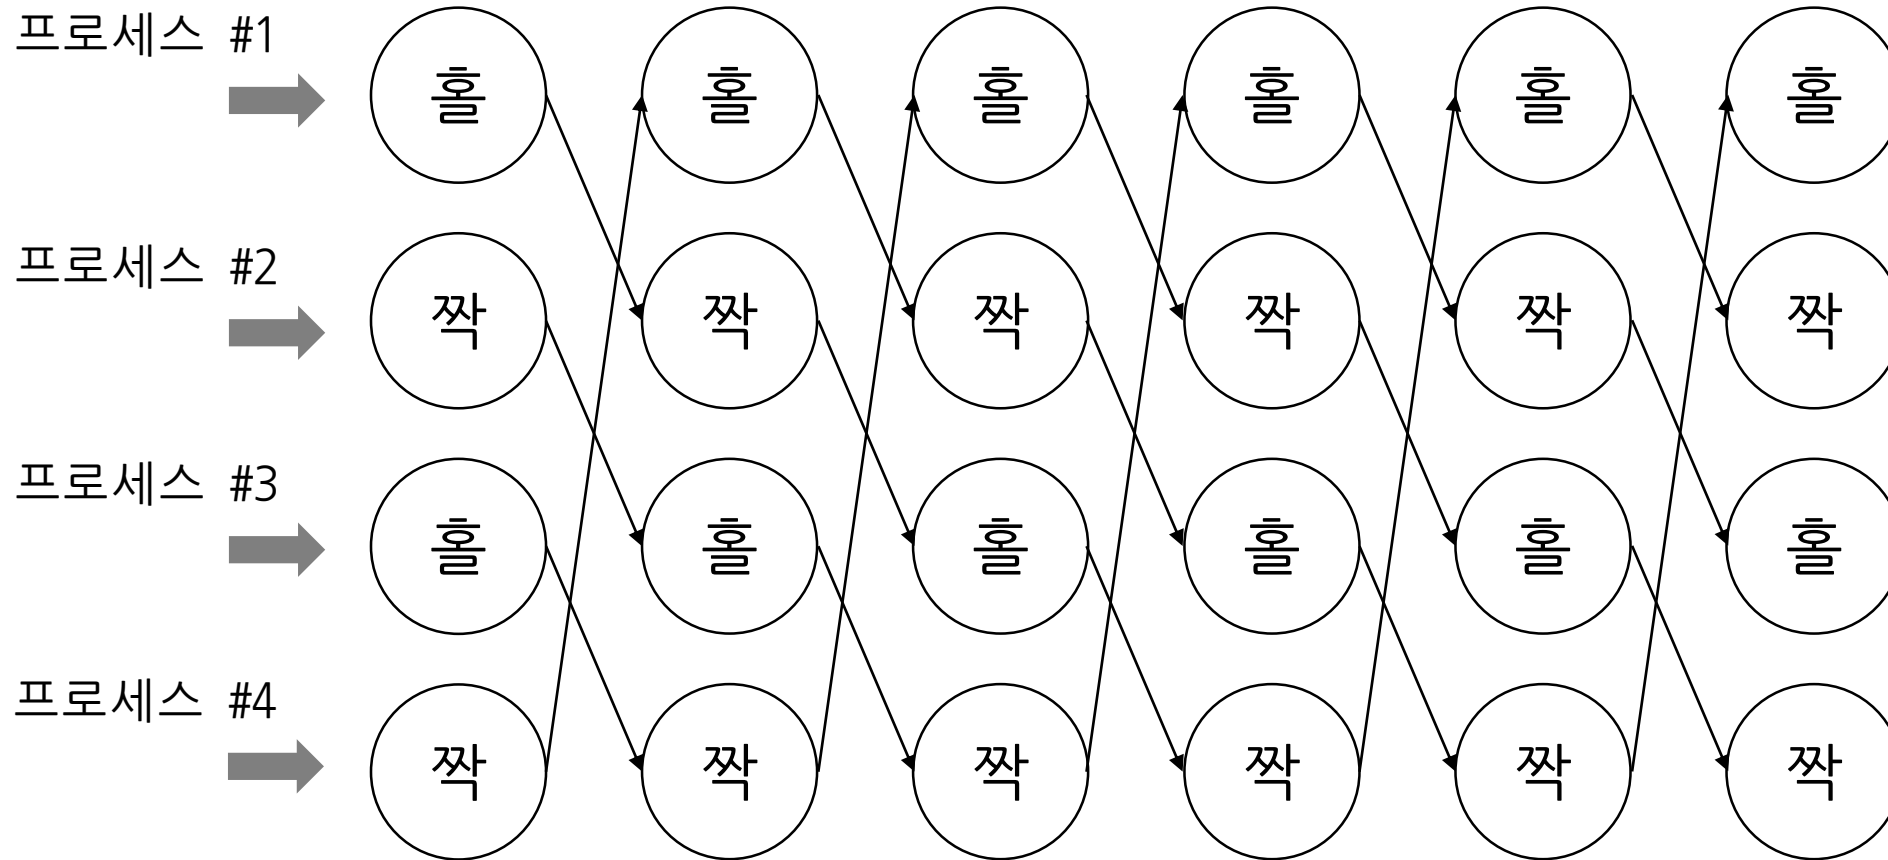 프로세스 #1
홀 홀 홀 홀 홀 홀
프로세스 #2
짝 짝 짝 짝 짝 짝
프로세스 #3
홀 홀 홀 홀 홀 홀
프로세스 #4
짝 짝 짝 짝 짝 짝